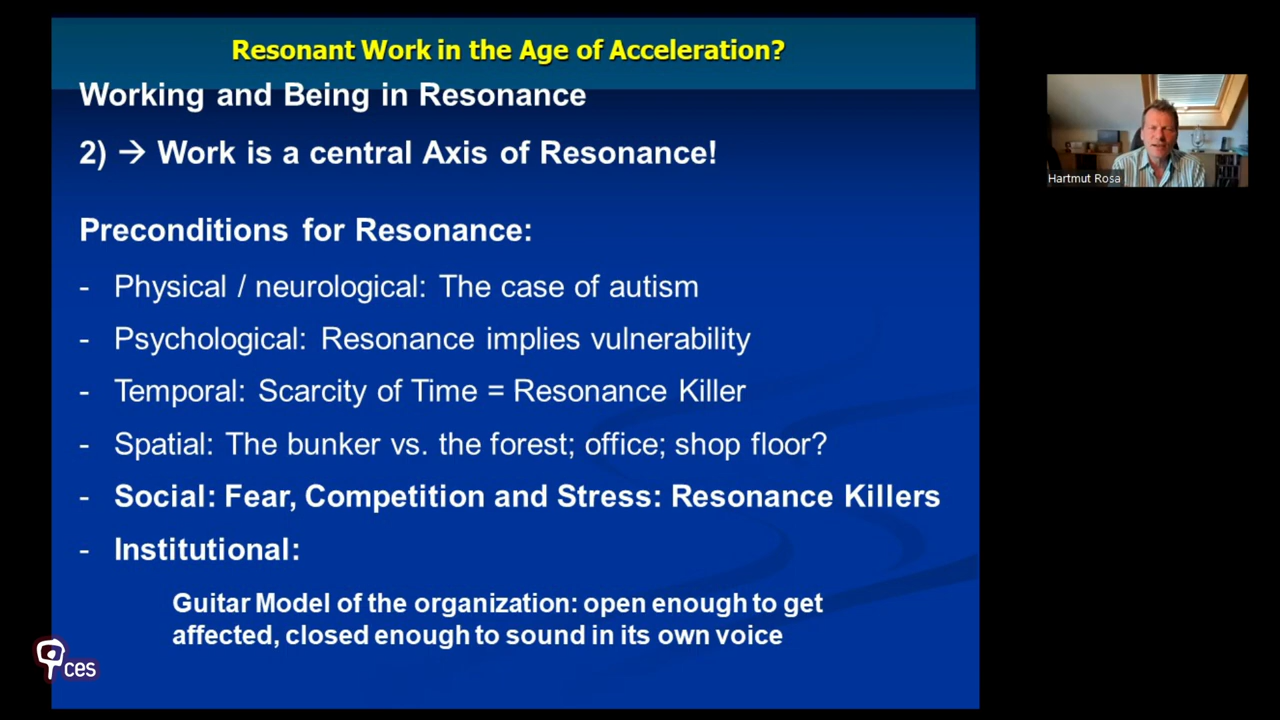 Resonant Work in the Age of Acceleration?
Working and Being in Resonance
2) → Work is a central Axis of Resonance!
Preconditions for Resonance:
- Physical / neurological: The case of autism
- Psychological: Resonance implies vulnerability
- Temporal: Scarcity of Time = Resonance Killer
- Spatial: The bunker vs. the forest; office; shop floor?
- Social: Fear, Competition and Stress: Resonance Killers
- Institutional:
Guitar Model of the organization: open enough to get
affected, closed enough to sound in its own voice
Hartmut Rosa
ces